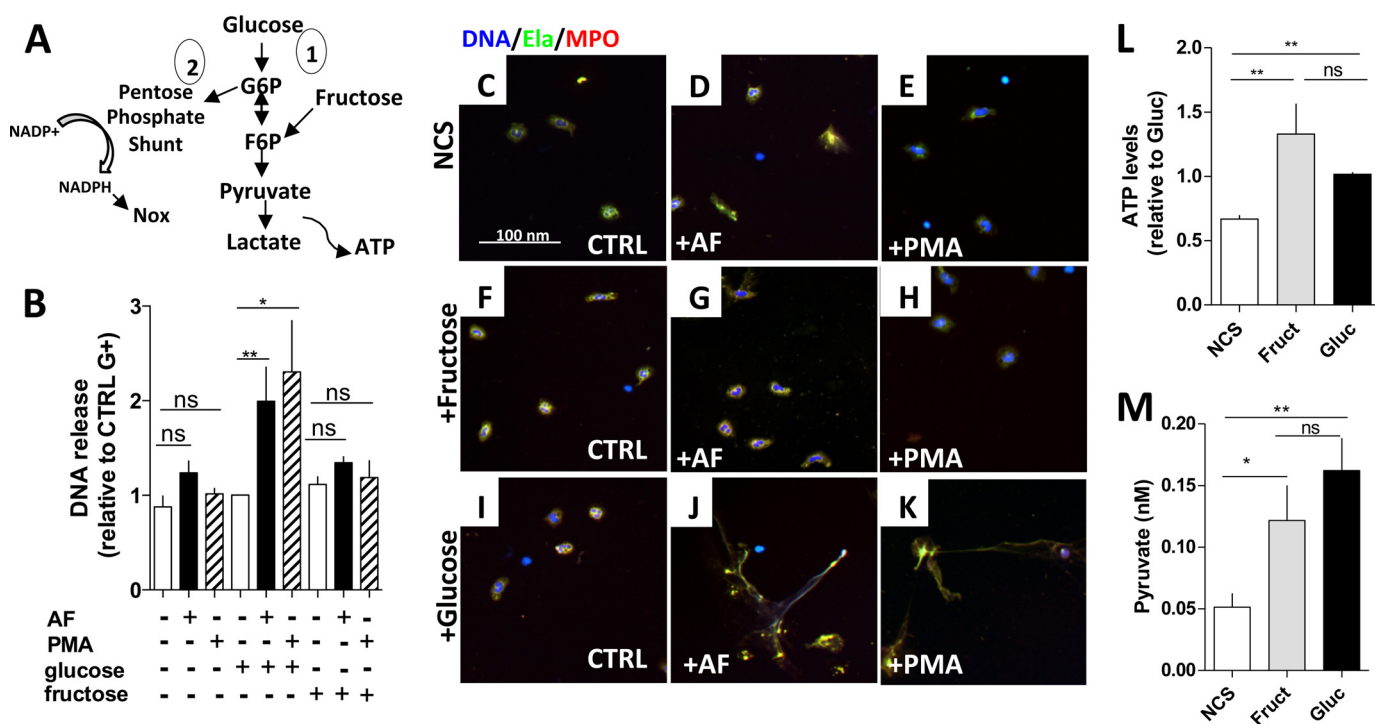 A
Glucose
1
2
G6P
Pentose
Phosphate
Shunt
Fructose
NADP+
F6P
NADPH
Nox
Pyruvate
Lactate
ATP
B
DNA release
(relative to CTRL G+)
3
2
1
0
ns
ns
**
*
ns
ns
AF - + - - + - - + -
PMA - - + - - + - - +
glucose - - - + + + - - -
fructose - - - - - - + + +
DNA/Ela/MPO
NCS
C
100 nm
CTRL
D
+AF
E
+PMA
+Fructose
F
CTRL
G
+AF
H
+PMA
+Glucose
I
CTRL
J
+AF
K
+PMA
L
ATP levels
(relative to Gluc)
2.0
1.5
1.0
0.5
0.0
**
**
ns
NCS
Fruct
Gluc
M
Pyruvate (nM)
0.20
0.15
0.10
0.05
0.00
**
ns
*
NCS
Fruct
Gluc